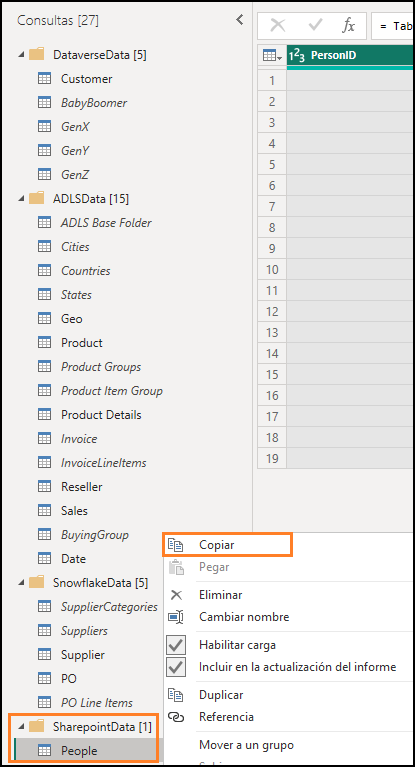 Consultas [27]
= Tab
DataverseData [5]
Customer
BabyBoomer
GenX
GenY
GenZ
ADLSData [15]
ADLS Base Folder
Cities
Countries
States
Geo
Product
Product Groups
Product Item Group
Product Details
Invoice
InvoiceLineItems
Reseller
Sales
BuyingGroup
Date
SnowflakeData [5]
SupplierCategories
Suppliers
Supplier
PO
PO Line Items
SharepointData [1]
People
fx
1²3 PersonID
1
2
3
4
5
6
7
8
9
10
11
12
13
14
15
16
17
18
19
Copiar
Pegar
Eliminar
Cambiar nombre
Habilitar carga
Incluir en la actualización del informe
Duplicar
Referencia
Mover a un grupo